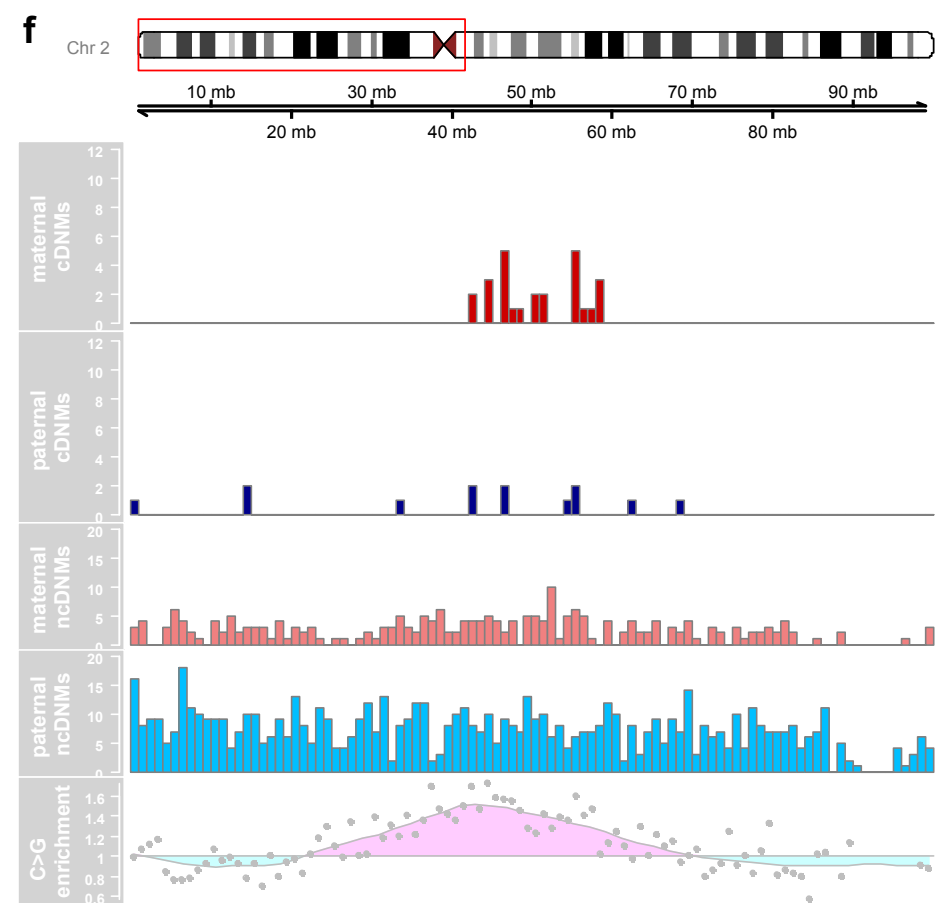 f
Chr 2
10 mb 30 mb 50 mb 70 mb 90 mb
20 mb 40 mb 60 mb 80 mb
maternal
cDNMs
12
10
8
6
4
2
0
paternal
cDNMs
12
10
8
6
4
2
0
maternal
ncDNMs
20
15
10
5
0
paternal
ncDNMs
20
15
10
5
0
C>G
enrichment
1.6
1.4
1.2
1
0.8
0.6